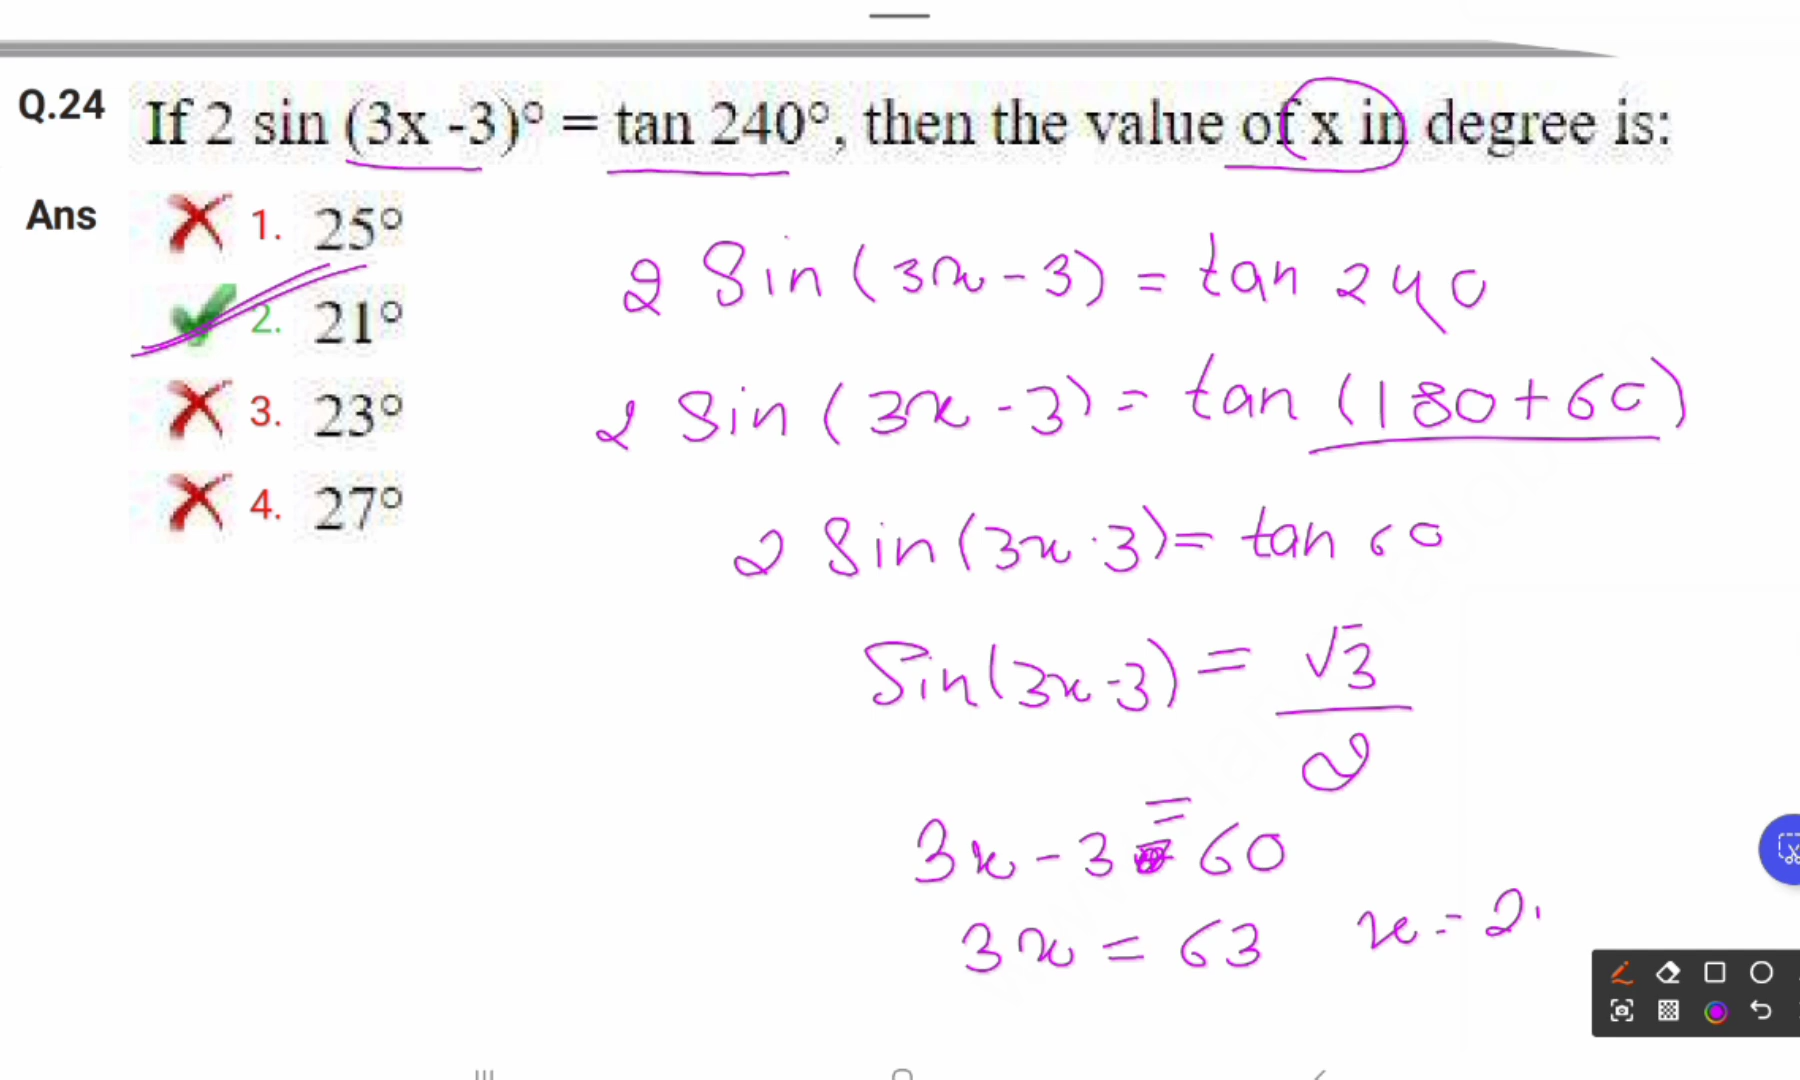 Q.24 If 2 sin (3x -3)° = tan 240°, then the value of x in degree is:
Ans
1. 25°
2. 21°
3. 23°
4. 27°
2 Sin (3x - 3) = tan 240
2 Sin (3x - 3) = tan (180 + 60)
2 Sin (3x · 3) = tan 60
Sin (3x - 3) = √3
2
3x - 3 = 60
3x = 63
x = 2